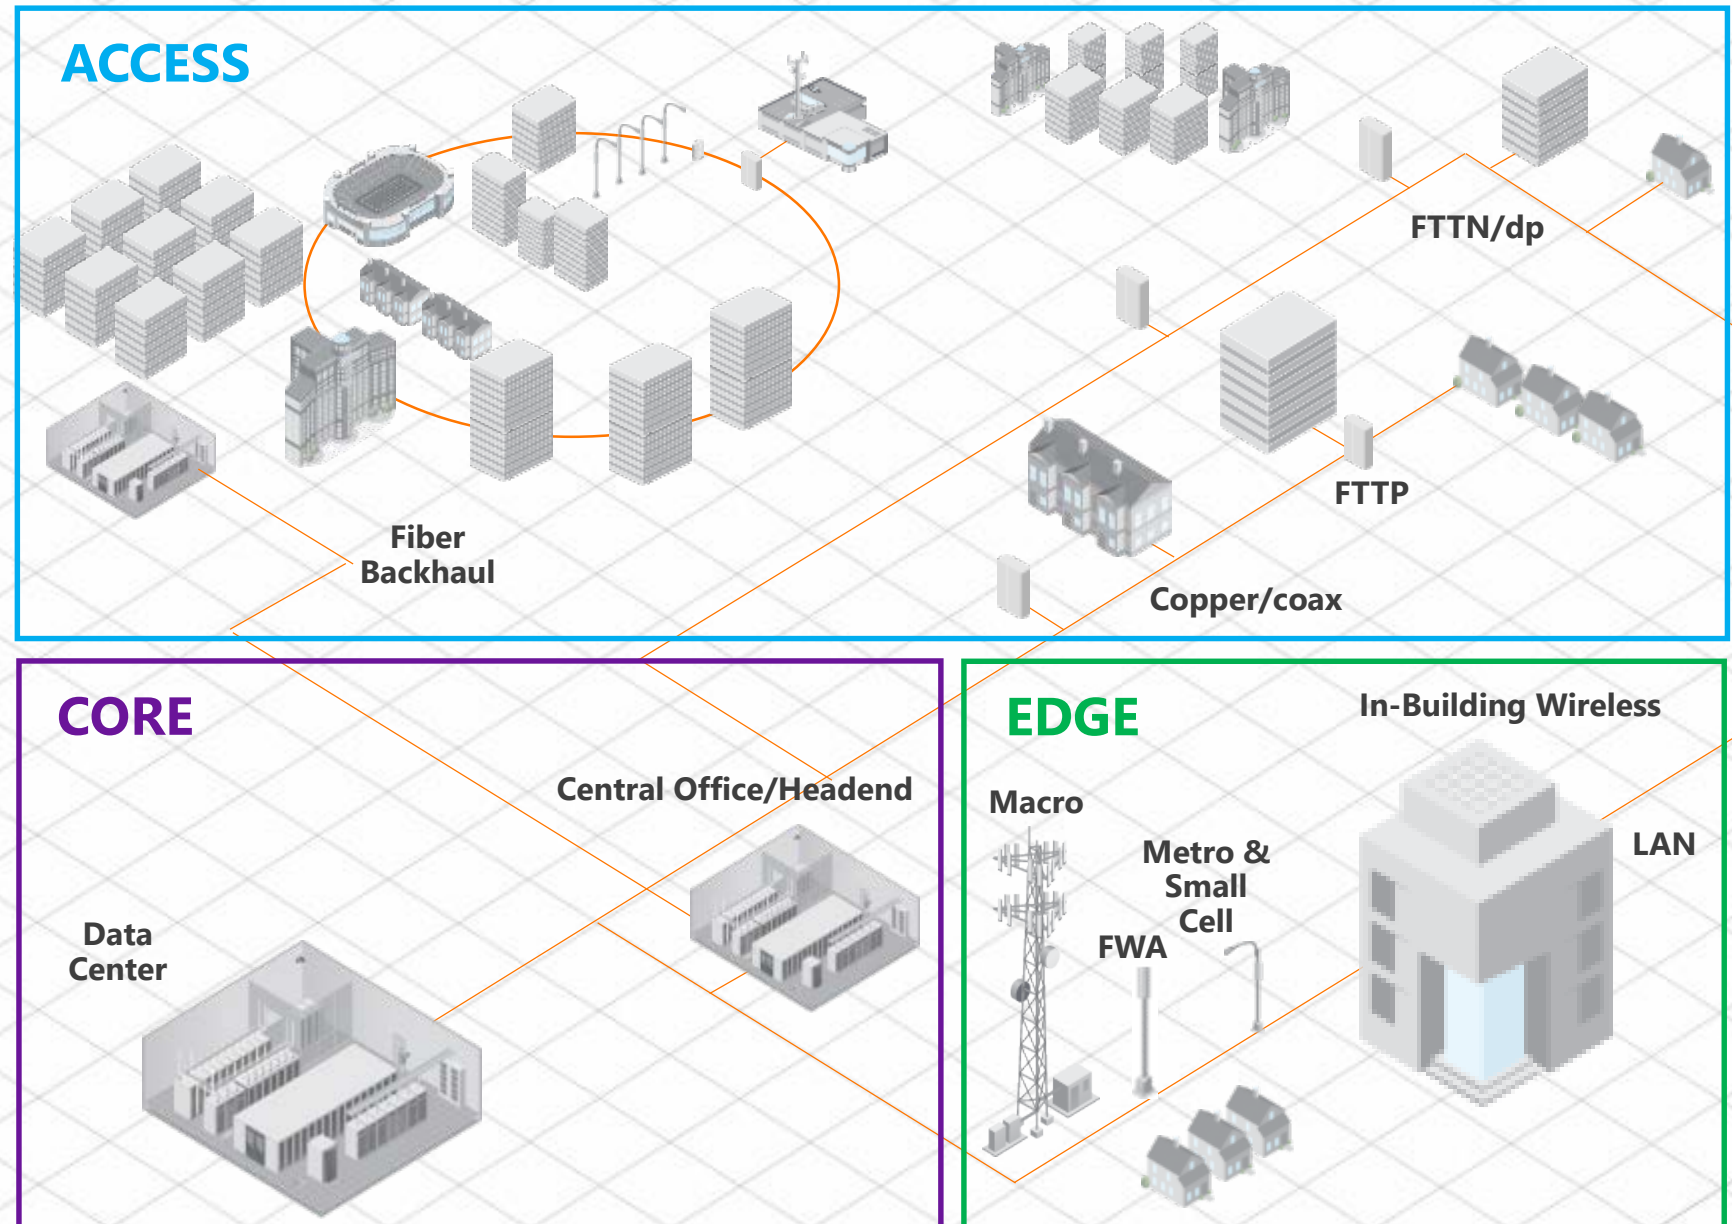 ACCESS
FTTN/dp
FTTP
Fiber
Backhaul
Copper/coax
CORE
Central Office/Headend
Data
Center
EDGE
In-Building Wireless
Macro
LAN
Metro &
Small
Cell
FWA